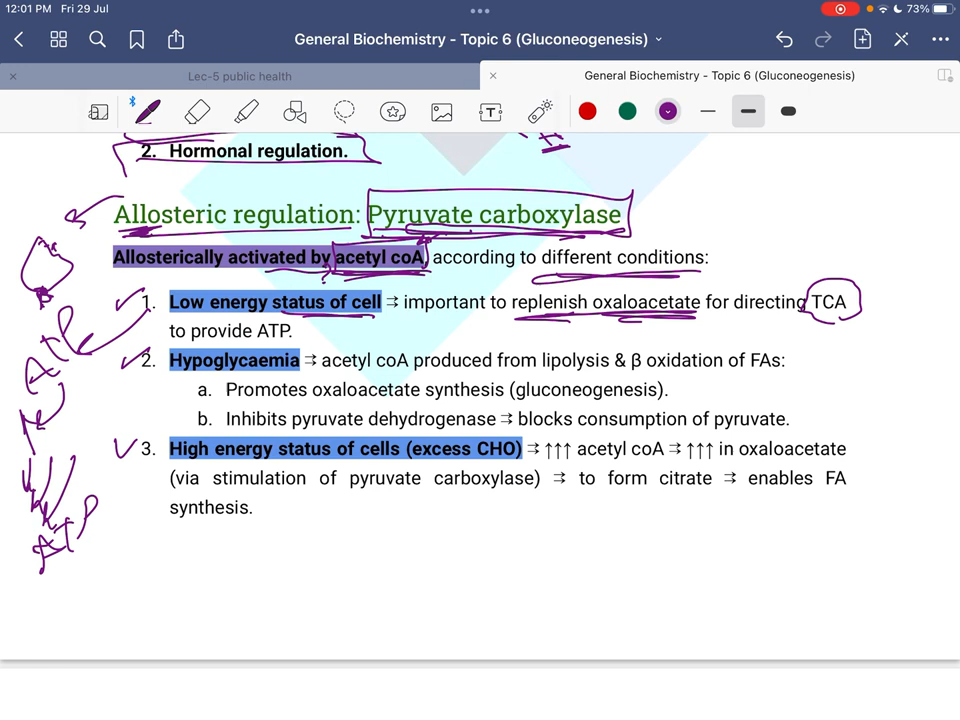 12:01 PM Fri 29 Jul
73%
General Biochemistry - Topic 6 (Gluconeogenesis)
Lec-5 public health
General Biochemistry - Topic 6 (Gluconeogenesis)
2. Hormonal regulation.
Allosteric regulation: Pyruvate carboxylase
Allosterically activated by acetyl coA, according to different conditions:
1. Low energy status of cell ⇒ important to replenish oxaloacetate for directing TCA
to provide ATP.
2. Hypoglycaemia ⇒ acetyl coA produced from lipolysis & β oxidation of FAs:
a. Promotes oxaloacetate synthesis (gluconeogenesis).
b. Inhibits pyruvate dehydrogenase ⇒ blocks consumption of pyruvate.
3. High energy status of cells (excess CHO) ⇒ ↑↑↑ acetyl coA ⇒ ↑↑↑ in oxaloacetate
(via stimulation of pyruvate carboxylase) ⇒ to form citrate ⇒ enables FA
synthesis.
ATP
ATP